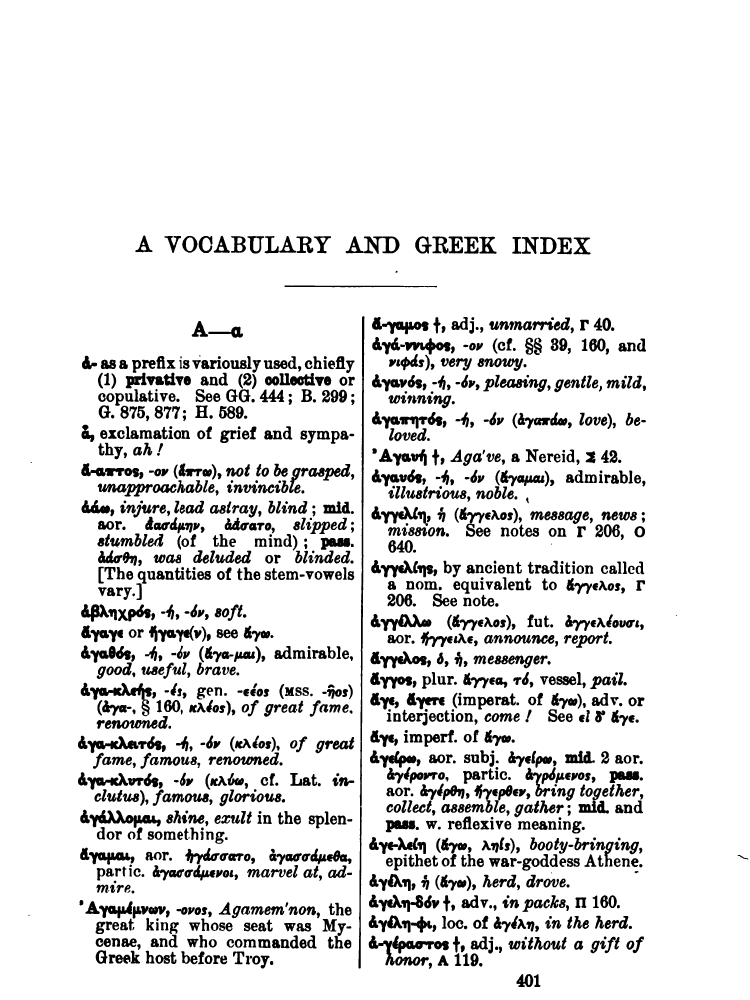 A VOCABULARY AND GREEK INDEX
Α—α
ἀ- as a prefix is variously used, chiefly
(1) privative and (2) collective or
copulative. See GG. 444; B. 299;
G. 875, 877; H. 589.
ἆ, exclamation of grief and sympa-
thy, ah!
ἄ-απτος, -ον (ἅπτω), not to be grasped,
unapproachable, invincible.
ἀάω, injure, lead astray, blind; mid.
aor. ἀασάμην, ἀάσατο, slipped;
stumbled (of the mind); pass.
ἀάσθη, was deluded or blinded.
[The quantities of the stem-vowels
vary.]
ἀβληχρός, -ή, -όν, soft.
ἄγαγε or ἤγαγε(ν), see ἄγω.
ἀγαθός, -ή, -όν (ἄγα-μαι), admirable,
good, useful, brave.
ἀγα-κλεής, -ές, gen. -εέος (MSS. -ῆος)
(ἀγα-, § 160, κλέος), of great fame,
renowned.
ἀγα-κλειτός, -ή, -όν (κλέος), of great
fame, famous, renowned.
ἀγα-κλυτός, -όν (κλύω, cf. Lat. in-
clutus), famous, glorious.
ἀγάλλομαι, shine, exult in the splen-
dor of something.
ἄγαμαι, aor. ἠγάσσατο, ἀγασσάμεθα,
partic. ἀγασσάμενοι, marvel at, ad-
mire.
Ἀγαμέμνων, -ονος, Agamem'non, the
great king whose seat was My-
cenae, and who commanded the
Greek host before Troy.
ἄ-γαμος †, adj., unmarried, Γ 40.
ἀγά-ννιφος, -ον (cf. §§ 39, 160, and
νιφάς), very snowy.
ἀγανός, -ή, -όν, pleasing, gentle, mild,
winning.
ἀγαπητός, -ή, -όν (ἀγαπάω, love), be-
loved.
Ἀγαυή †, Aga've, a Nereid, Σ 42.
ἀγαυός, -ή, -όν (ἄγαμαι), admirable,
illustrious, noble.
ἀγγελίη, ἡ (ἄγγελος), message, news;
mission. See notes on Γ 206, Ο
640.
ἀγγελίης, by ancient tradition called
a nom. equivalent to ἄγγελος, Γ
206. See note.
ἀγγέλλω (ἄγγελος), fut. ἀγγελέουσι,
aor. ἤγγειλε, announce, report.
ἄγγελος, ὁ, ἡ, messenger.
ἄγγος, plur. ἄγγεα, τό, vessel, pail.
ἄγε, ἄγετε (imperat. of ἄγω), adv. or
interjection, come! See εἰ δ' ἄγε.
ἄγε, imperf. of ἄγω.
ἀγείρω, aor. subj. ἀγείρω, mid. 2 aor.
ἀγέροντο, partic. ἀγρόμενος, pass.
aor. ἀγέρθη, ἤγερθεν, bring together,
collect, assemble, gather; mid. and
pass. w. reflexive meaning.
ἀγε-λείη (ἄγω, ληίς), booty-bringing,
epithet of the war-goddess Athene.
ἀγέλη, ἡ (ἄγω), herd, drove.
ἀγελη-δόν †, adv., in packs, Π 160.
ἀγέλη-φι, loc. of ἀγέλη, in the herd.
ἀ-γέραστος †, adj., without a gift of
honor, Α 119.
401